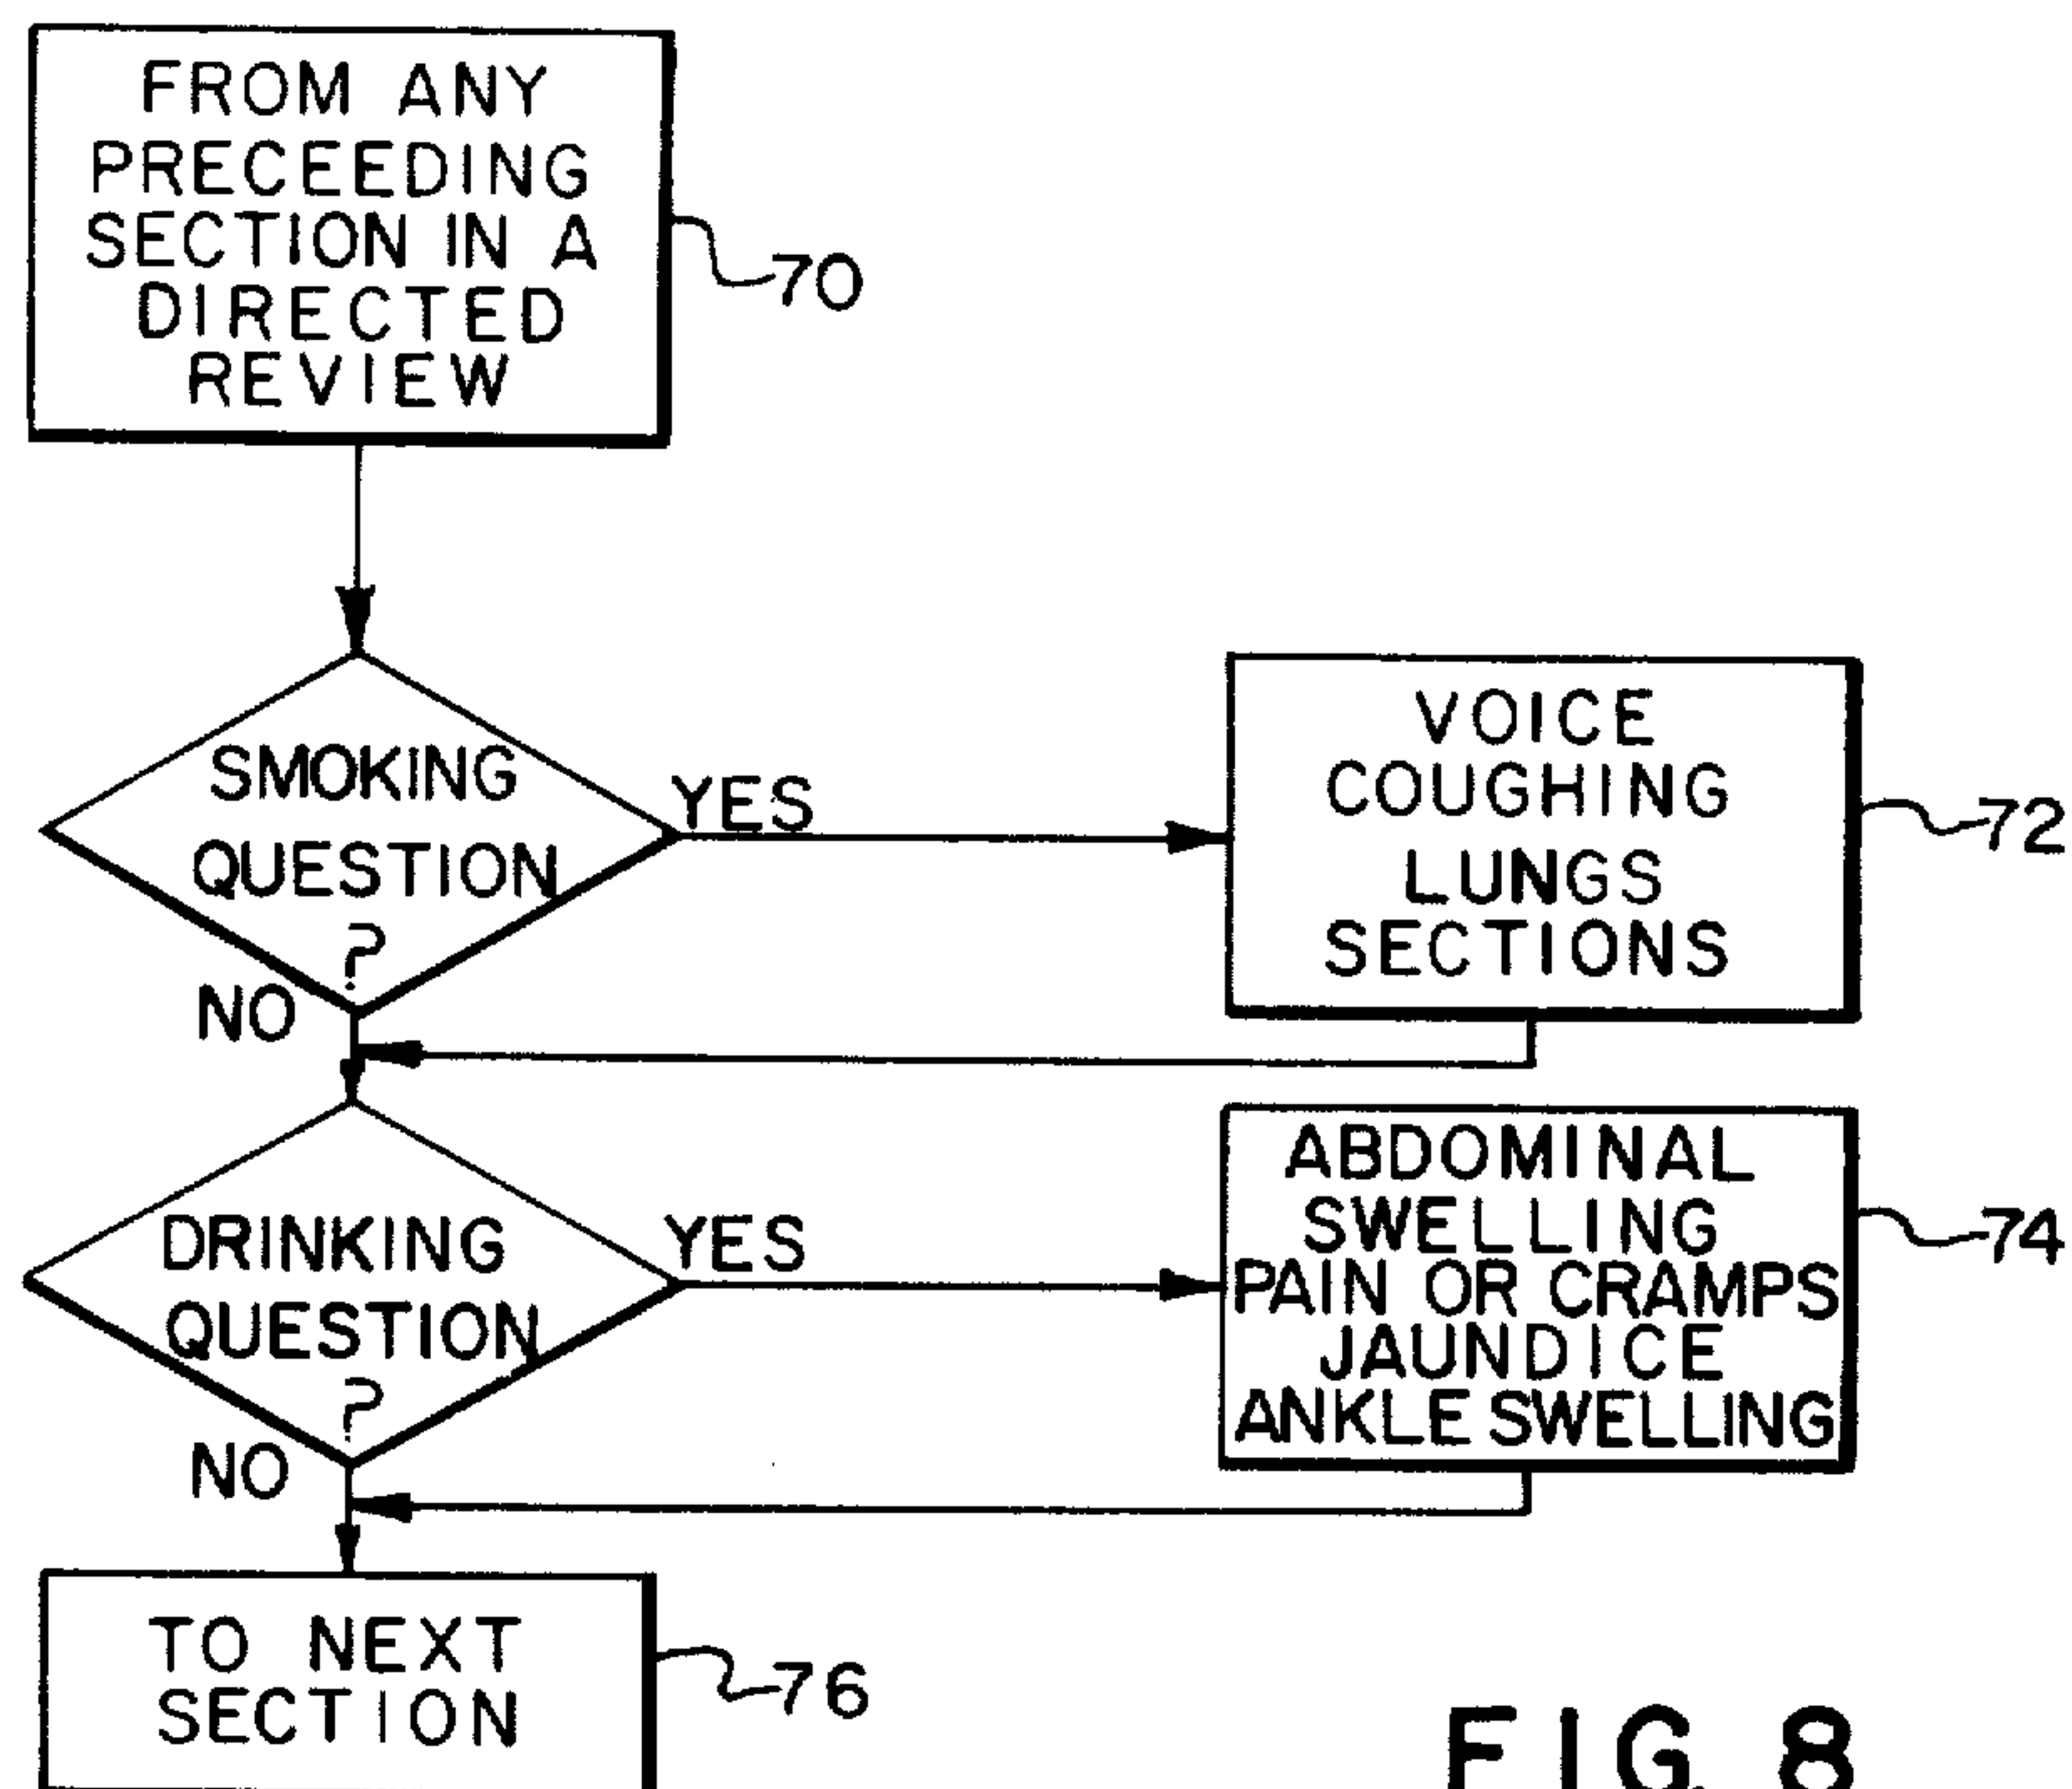 FROM ANY
PRECEEDING
SECTION IN A
DIRECTED
REVIEW
70
SMOKING
QUESTION
?
YES
NO
VOICE
COUGHING
LUNGS
SECTIONS
72
DRINKING
QUESTION
?
YES
NO
ABDOMINAL
SWELLING
PAIN OR CRAMPS
JAUNDICE
ANKLE SWELLING
74
TO NEXT
SECTION
76
FIG. 8